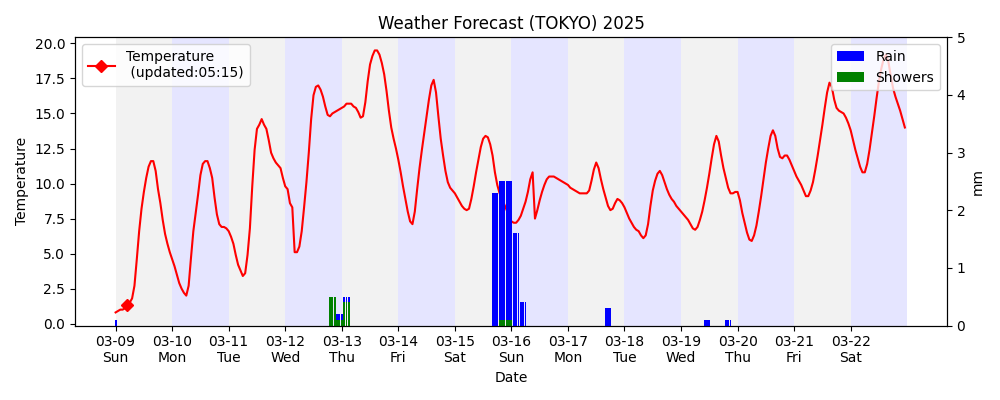 Weather Forecast (TOKYO) 2025
Temperature
(updated:05:15)
Rain
Showers
Temperature
20.0
17.5
15.0
12.5
10.0
7.5
5.0
2.5
0.0
5
4
3
2
1
0
mm
03-09 03-10 03-11 03-12 03-13 03-14 03-15 03-16 03-17 03-18 03-19 03-20 03-21 03-22
Sun Mon Tue Wed Thu Fri Sat Sun Mon Tue Wed Thu Fri Sat
Date